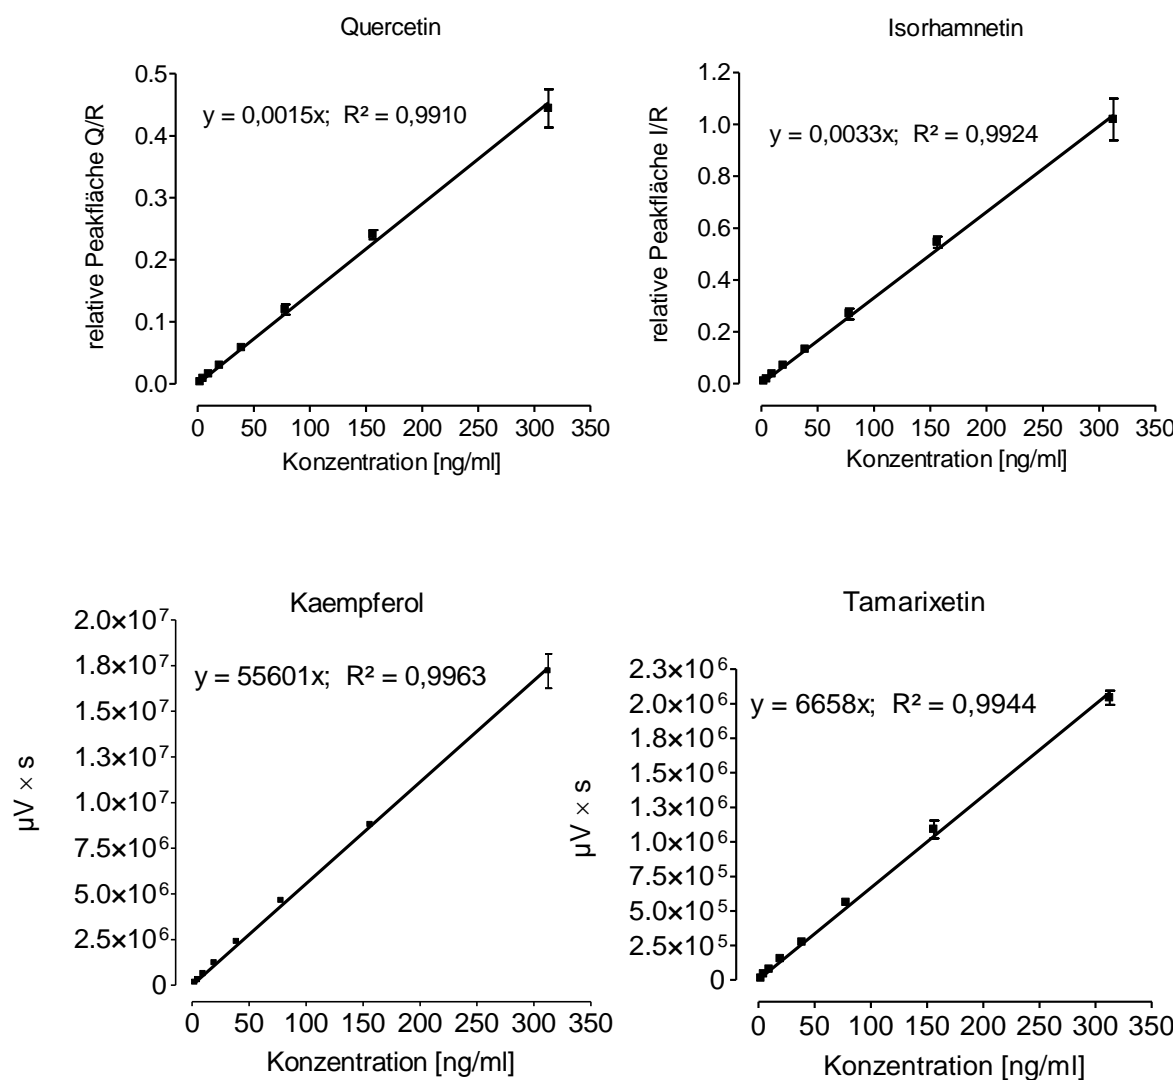 Quercetin
relative Peakfläche Q/R
0.5
0.4
0.3
0.2
0.1
0.0
y = 0,0015x; R² = 0,9910
0 50 100 150 200 250 300 350
Konzentration [ng/ml]
Isorhamnetin
relative Peakfläche I/R
1.2
1.0
0.8
0.6
0.4
0.2
0.0
y = 0,0033x; R² = 0,9924
0 50 100 150 200 250 300 350
Konzentration [ng/ml]
Kaempferol
µV × s
2.0×10⁷
1.8×10⁷
1.5×10⁷
1.3×10⁷
1.0×10⁷
7.5×10⁶
5.0×10⁶
2.5×10⁶
0
y = 55601x; R² = 0,9963
0 50 100 150 200 250 300 350
Konzentration [ng/ml]
Tamarixetin
µV × s
2.3×10⁶
2.0×10⁶
1.8×10⁶
1.5×10⁶
1.3×10⁶
1.0×10⁶
7.5×10⁵
5.0×10⁵
2.5×10⁵
0
y = 6658x; R² = 0,9944
0 50 100 150 200 250 300 350
Konzentration [ng/ml]